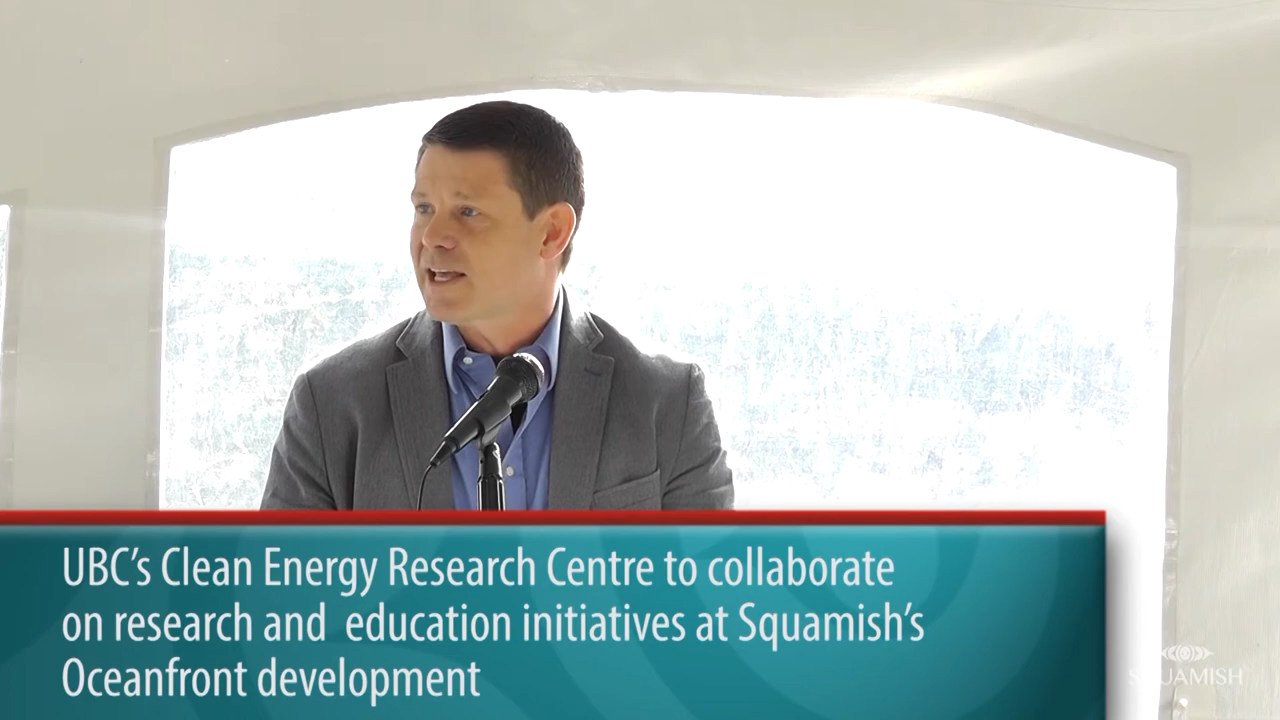 UBC’s Clean Energy Research Centre to collaborate
on research and  education initiatives at Squamish’s
Oceanfront development
SQUAMISH